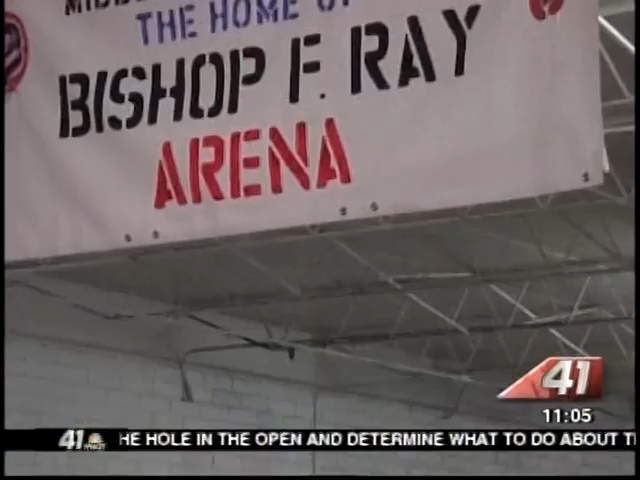 THE HOME OF
BISHOP F. RAY
ARENA
41
11:05
41 HE HOLE IN THE OPEN AND DETERMINE WHAT TO DO ABOUT T